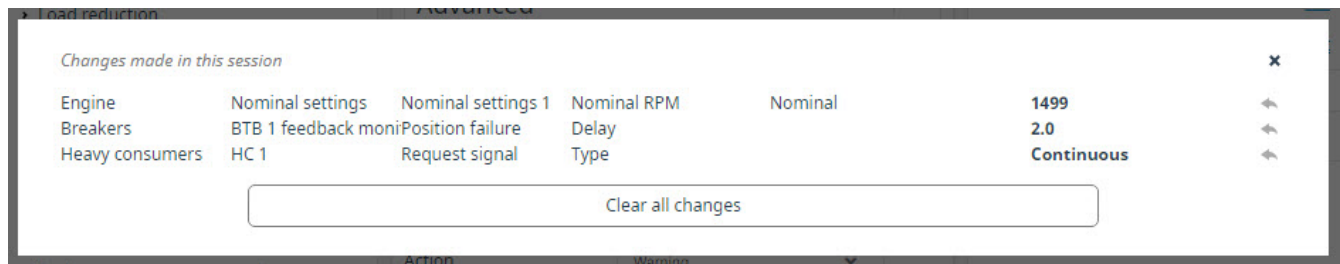 Load reduction
Advanced
Changes made in this session
Engine Nominal settings Nominal settings 1 Nominal RPM Nominal 1499
Breakers BTB 1 feedback moni Position failure Delay 2.0
Heavy consumers HC 1 Request signal Type Continuous
Clear all changes
Action Warning